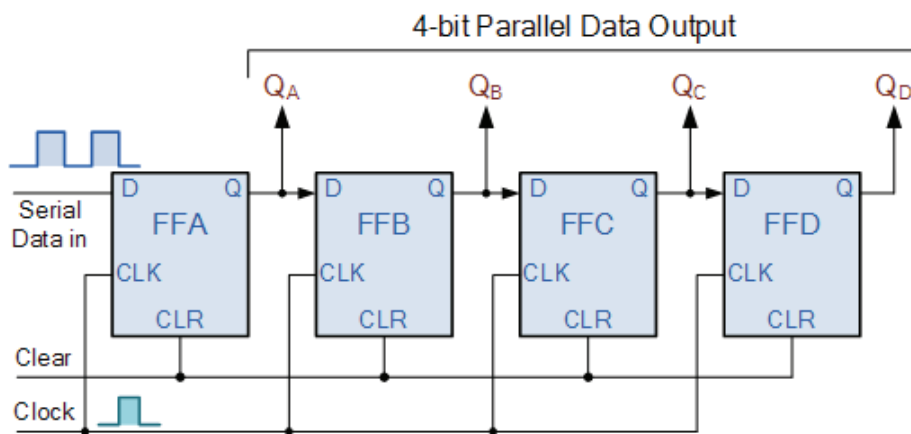 4-bit Parallel Data Output
QA QB QC QD
D Q D Q D Q D Q
Serial
Data in
FFA FFB FFC FFD
CLK CLK CLK CLK
CLR CLR CLR CLR
Clear
Clock